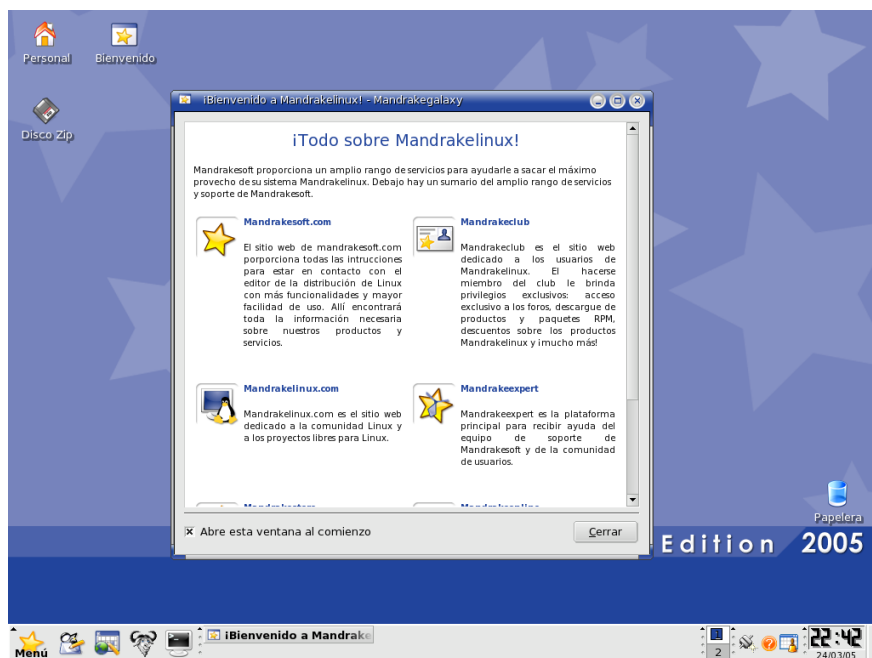 Personal
Bienvenido
Disco Zip
¡Bienvenido a Mandrakelinux! - Mandrakegalaxy
¡Todo sobre Mandrakelinux!
Mandrakesoft proporciona un amplio rango de servicios para ayudarle a sacar el máximo
provecho de su sistema Mandrakelinux. Debajo hay un sumario del amplio rango de servicios
y soporte de Mandrakesoft.
Mandrakesoft.com
El sitio web de mandrakesoft.com
porporciona todas las intrucciones
para estar en contacto con el
editor de la distribución de Linux
con más funcionalidades y mayor
facilidad de uso. Allí encontrará
toda la información necesaria
sobre nuestros productos y
servicios.
Mandrakeclub
Mandrakeclub es el sitio web
dedicado a los usuarios de
Mandrakelinux. El hacerse
miembro del club le brinda
privilegios exclusivos: acceso
exclusivo a los foros, descargue de
productos y paquetes RPM,
descuentos sobre los productos
Mandrakelinux y ¡mucho más!
Mandrakelinux.com
Mandrakelinux.com es el sitio web
dedicado a la comunidad Linux y
a los proyectos libres para Linux.
Mandrakeexpert
Mandrakeexpert es la plataforma
principal para recibir ayuda del
equipo de soporte de
Mandrakesoft y de la comunidad
de usuarios.
Abre esta ventana al comienzo
Cerrar
Papelera
Edition 2005
Menú
¡Bienvenido a Mandrake
1
2
22:42
24/03/05